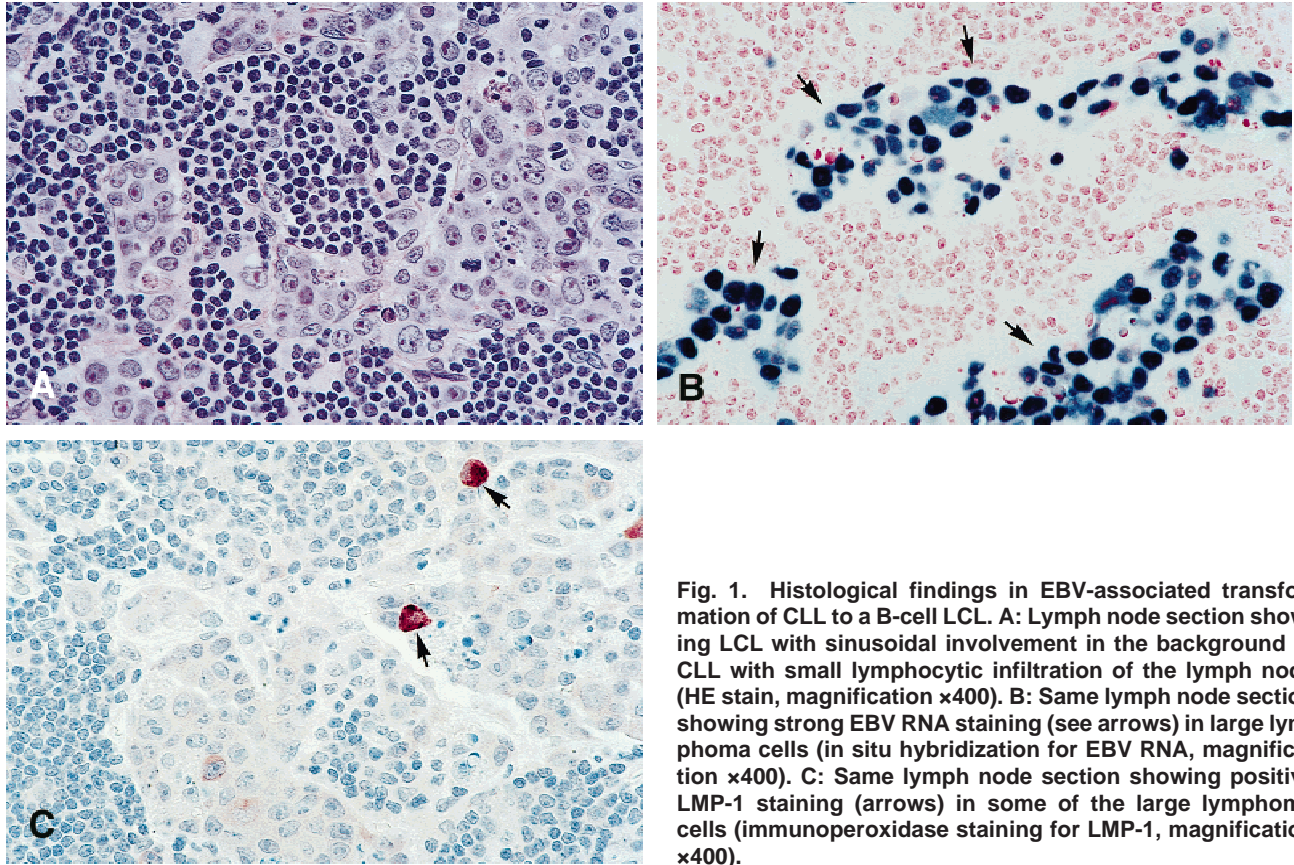 A
B
C
Fig. 1. Histological findings in EBV-associated transfor
mation of CLL to a B-cell LCL. A: Lymph node section show
ing LCL with sinusoidal involvement in the background
CLL with small lymphocytic infiltration of the lymph nod
(HE stain, magnification ×400). B: Same lymph node sectio
showing strong EBV RNA staining (see arrows) in large lym
phoma cells (in situ hybridization for EBV RNA, magnific
tion ×400). C: Same lymph node section showing positiv
LMP-1 staining (arrows) in some of the large lymphom
cells (immunoperoxidase staining for LMP-1, magnificatio
×400).